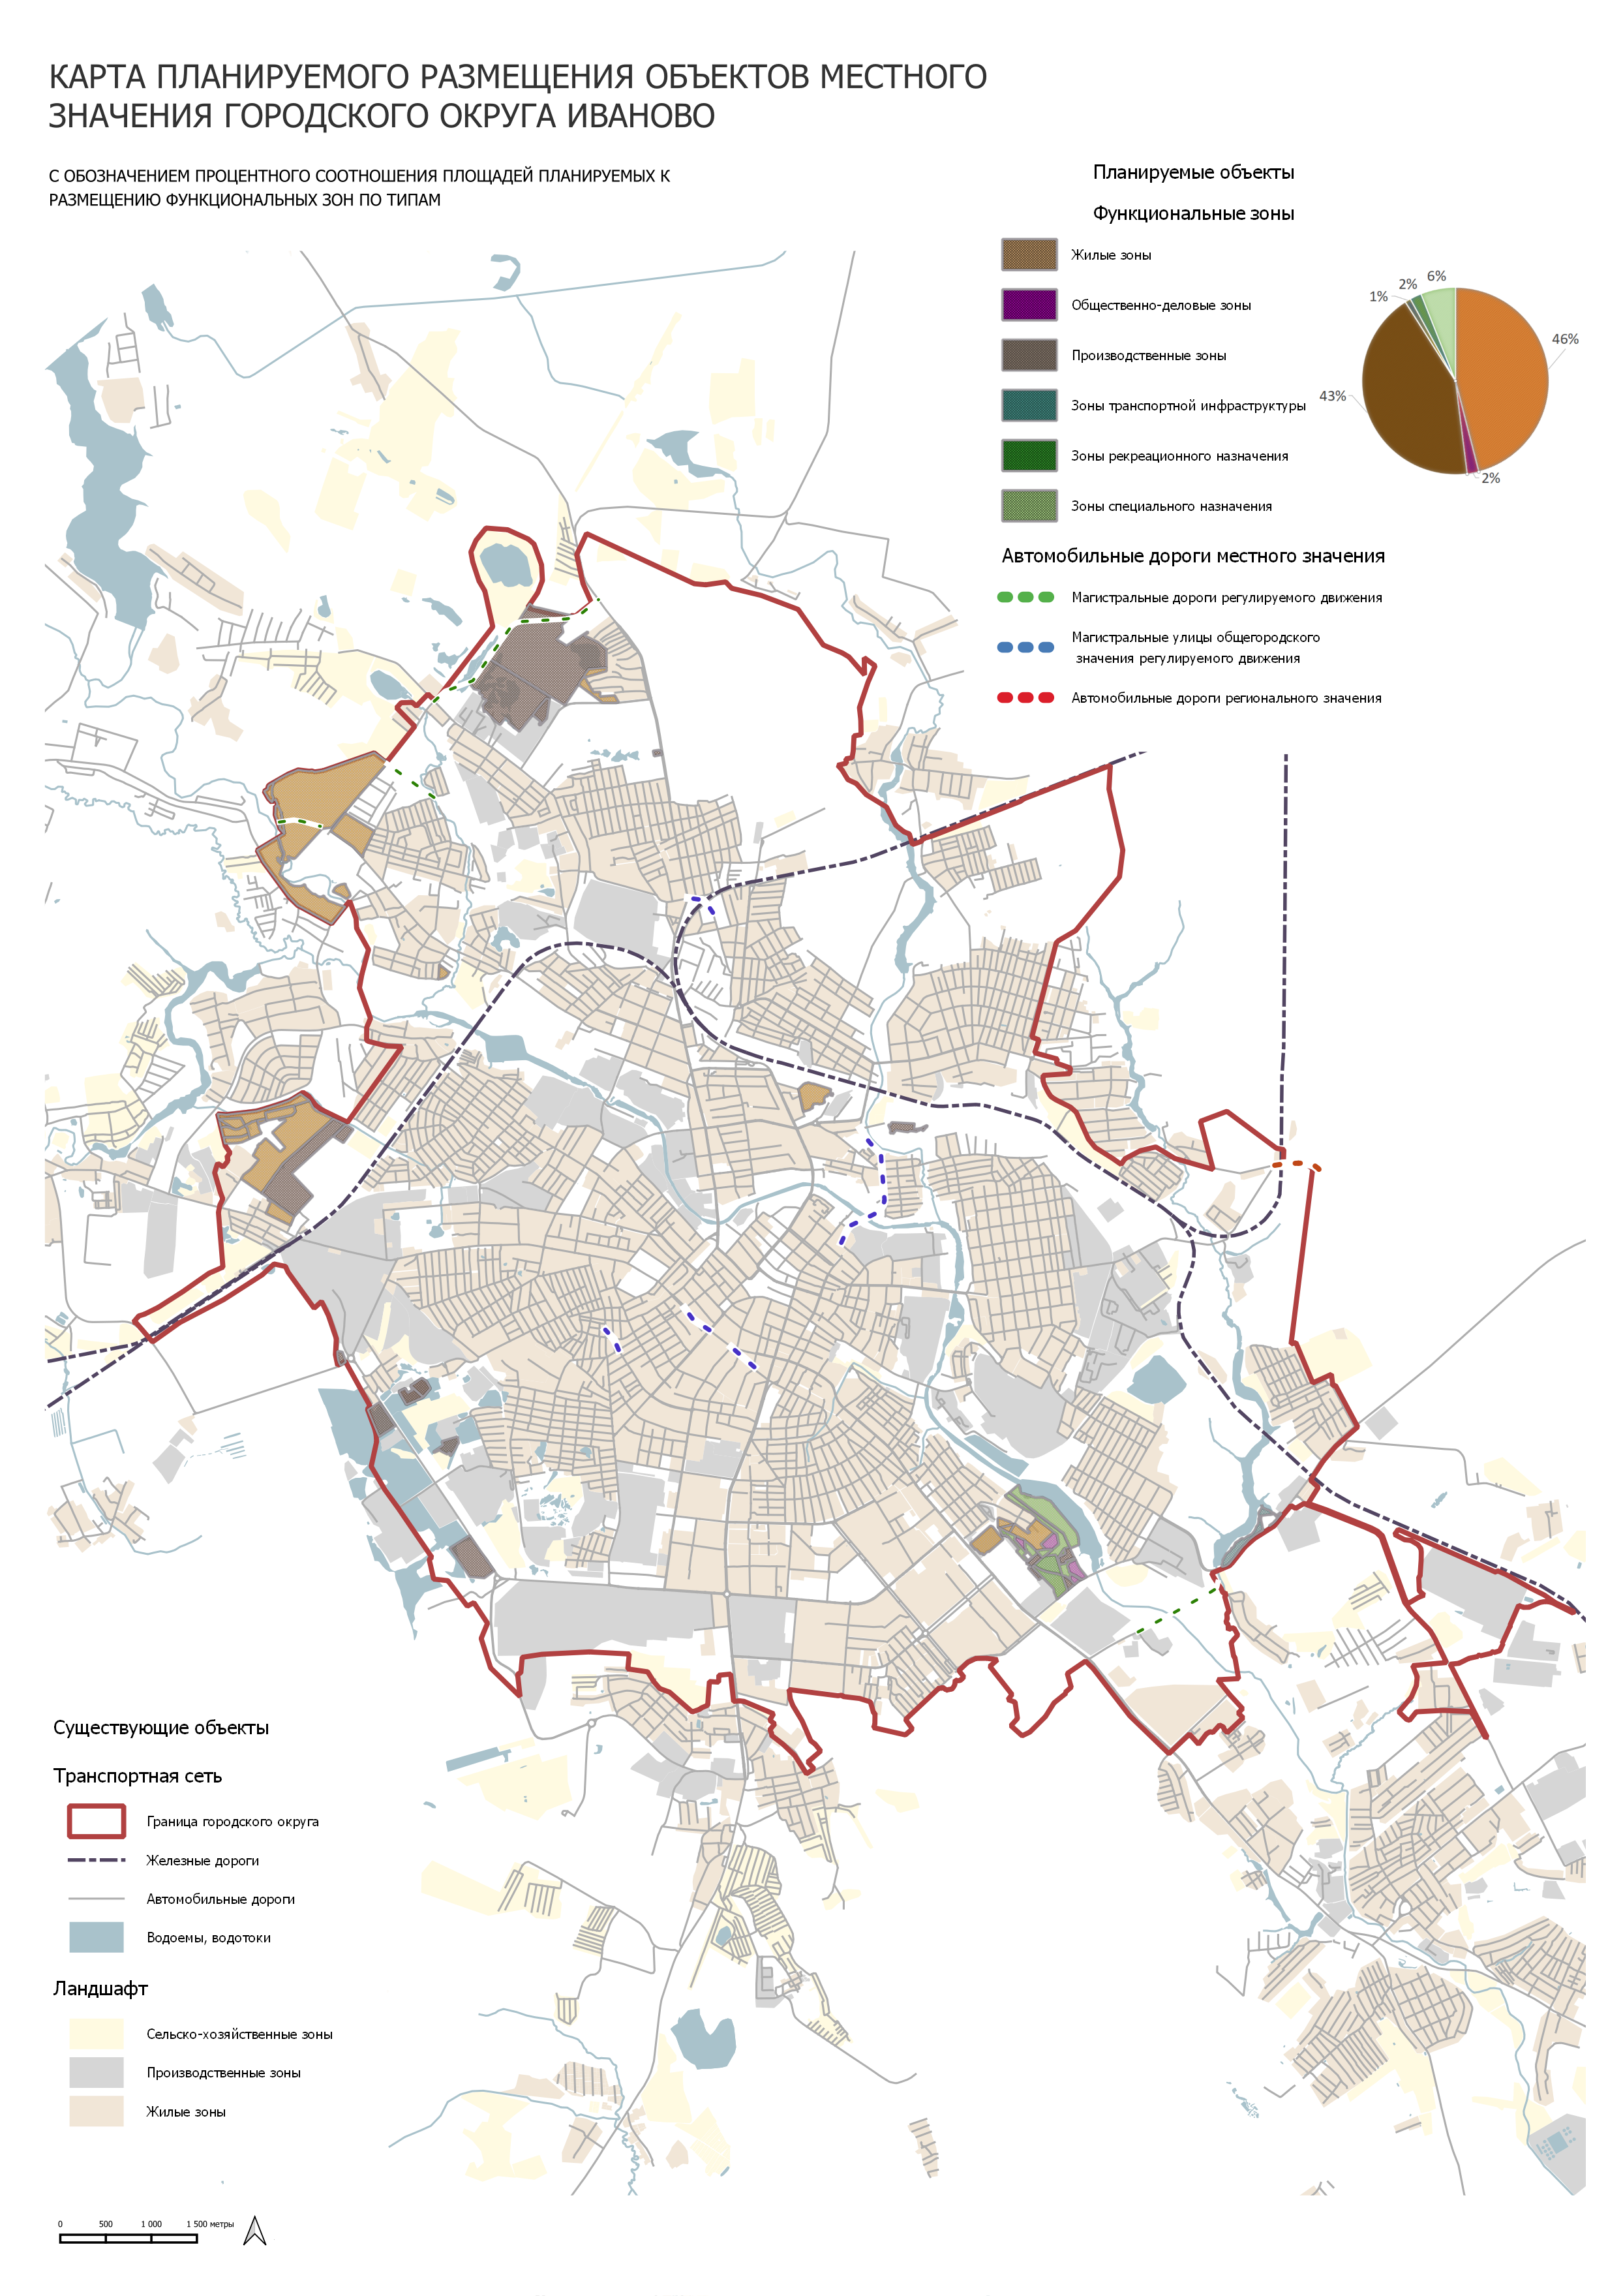 КАРТА ПЛАНИРУЕМОГО РАЗМЕЩЕНИЯ ОБЪЕКТОВ МЕСТНОГО
ЗНАЧЕНИЯ ГОРОДСКОГО ОКРУГА ИВАНОВО
С ОБОЗНАЧЕНИЕМ ПРОЦЕНТНОГО СООТНОШЕНИЯ ПЛОЩАДЕЙ ПЛАНИРУЕМЫХ К
РАЗМЕЩЕНИЮ ФУНКЦИОНАЛЬНЫХ ЗОН ПО ТИПАМ
Планируемые объекты
Функциональные зоны
Жилые зоны
Общественно-деловые зоны
Производственные зоны
Зоны транспортной инфраструктуры
Зоны рекреационного назначения
Зоны специального назначения
1%
2%
6%
46%
43%
2%
Автомобильные дороги местного значения
Магистральные дороги регулируемого движения
Магистральные улицы общегородского
значения регулируемого движения
Автомобильные дороги регионального значения
Существующие объекты
Транспортная сеть
Граница городского округа
Железные дороги
Автомобильные дороги
Водоемы, водотоки
Ландшафт
Сельско-хозяйственные зоны
Производственные зоны
Жилые зоны
0 500 1 000 1 500 метры